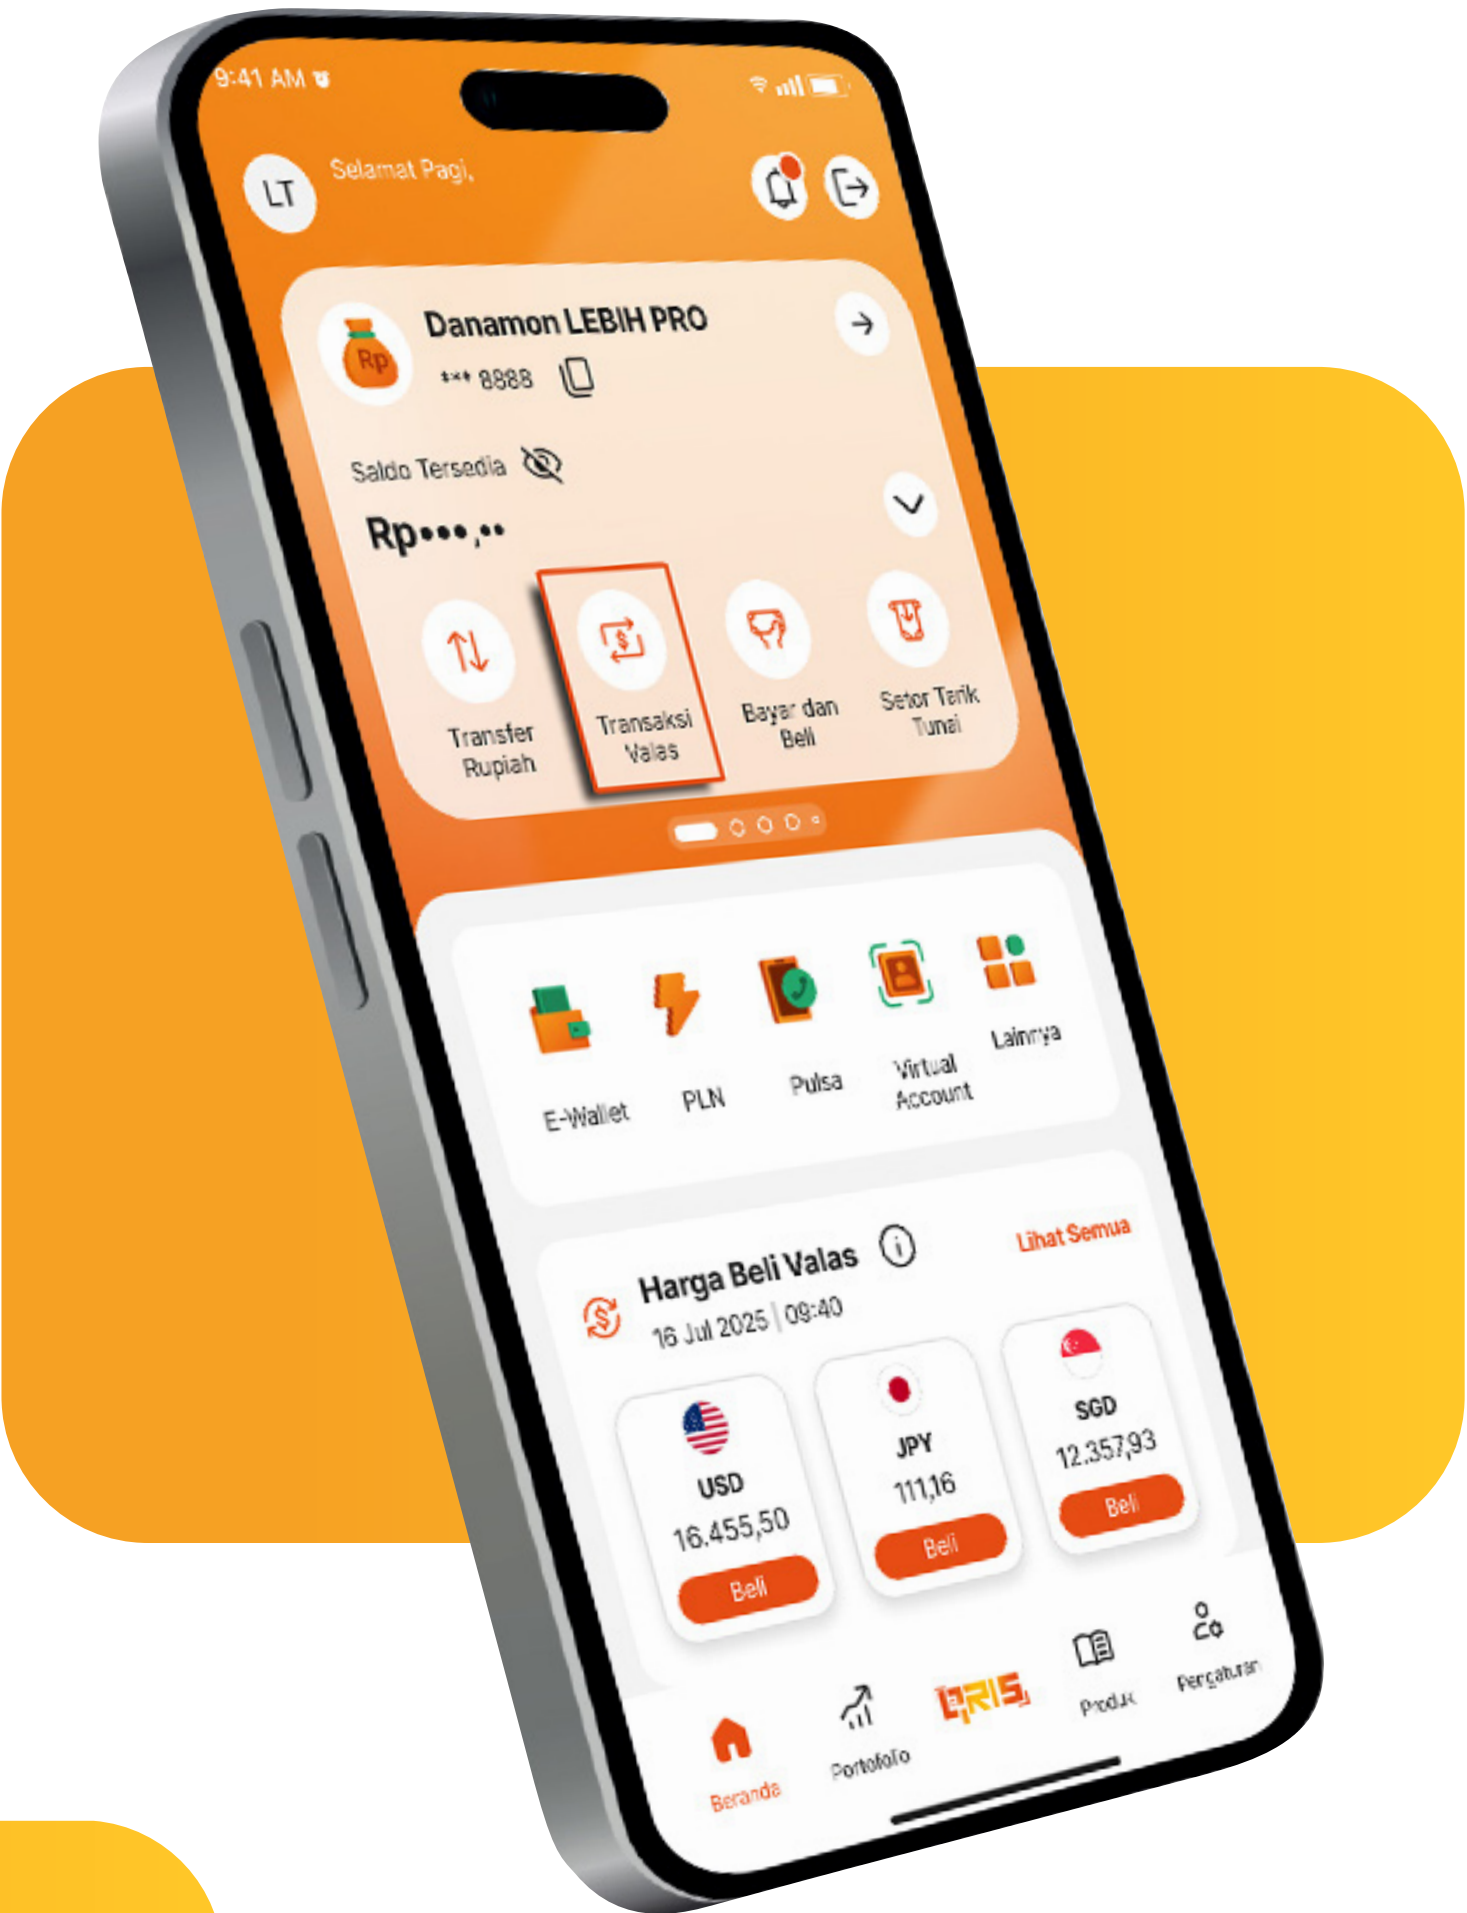 9:41 AM
LT
Selamat Pagi,
Rp
Danamon LEBIH PRO
*** 8888
Saldo Tersedia
Rp•••,••
Transfer
Rupiah
Transaksi
Valas
Bayar dan
Beli
Setor Tarik
Tunai
E-Wallet
PLN
Pulsa
Virtual
Account
Lainnya
Harga Beli Valas
Lihat Semua
16 Jul 2025 | 09:40
USD
16.455,50
Beli
JPY
111,16
Beli
SGD
12.357,93
Beli
Beranda
Portofolio
QRIS
Produk
Pengaturan